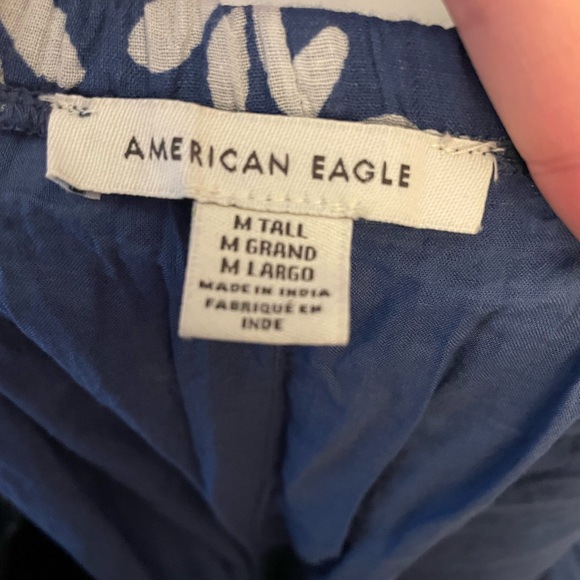 AMERICAN EAGLE
M TALL
M GRAND
M LARGO
MADE IN INDIA
FABRIQUÉ EN
INDE